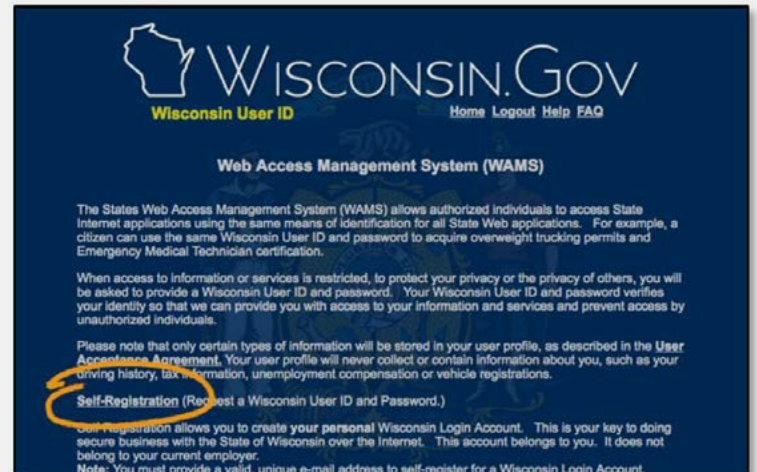 WISCONSIN.GOV
Wisconsin User ID
Home Logout Help FAQ
Web Access Management System (WAMS)
The States Web Access Management System (WAMS) allows authorized individuals to access State
Internet applications using the same means of identification for all State Web applications. For example, a
citizen can use the same Wisconsin User ID and password to acquire overweight trucking permits and
Emergency Medical Technician certification.
When access to information or services is restricted, to protect your privacy or the privacy of others, you will
be asked to provide a Wisconsin User ID and password. Your Wisconsin User ID and password verifies
your identity so that we can provide you with access to your information and services and prevent access by
unauthorized individuals.
Please note that only certain types of information will be stored in your user profile, as described in the User
Acceptance Agreement. Your user profile will never collect or contain information about you, such as your
driving history, tax information, unemployment compensation or vehicle registrations.
Self-Registration (Request a Wisconsin User ID and Password.)
Self-Registration allows you to create your personal Wisconsin Login Account. This is your key to doing
secure business with the State of Wisconsin over the Internet. This account belongs to you. It does not
belong to your current employer.
Note: You must provide a valid, unique e-mail address to self-register for a Wisconsin Login Account